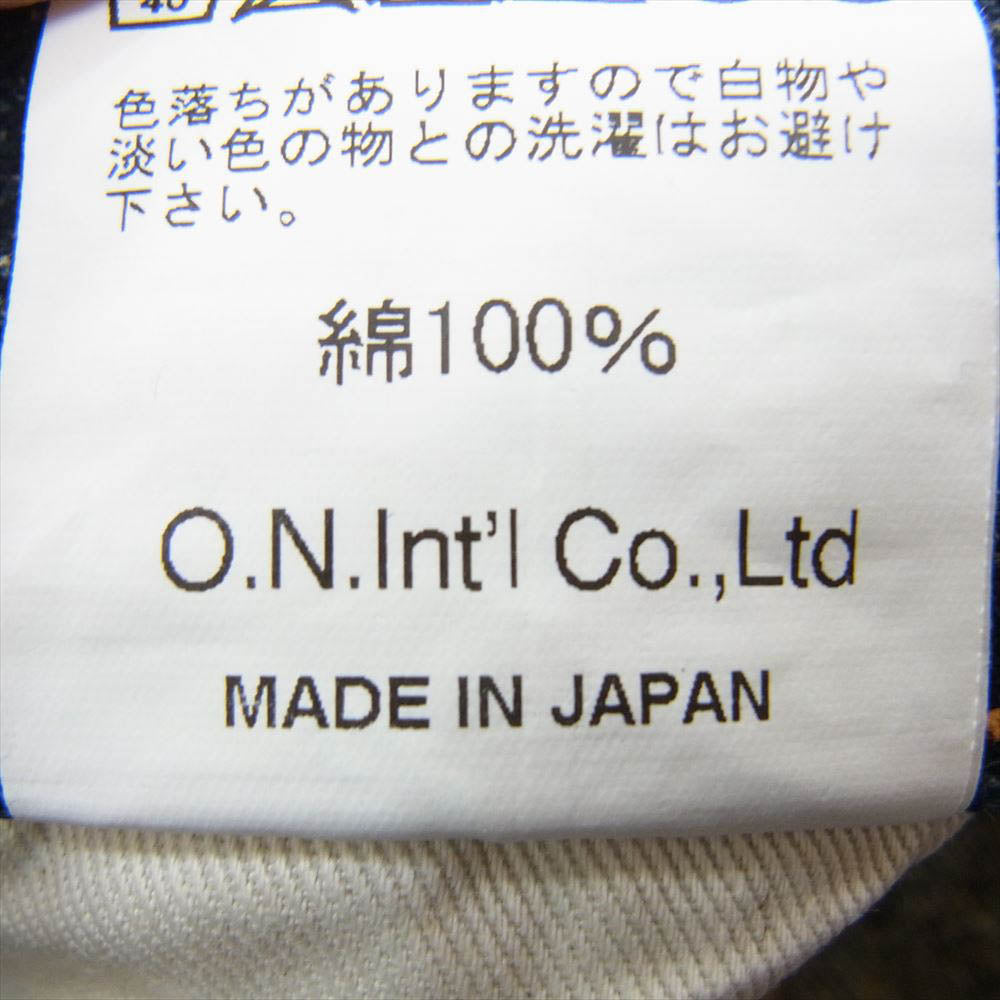 40
色落ちがありますので白物や
淡い色の物との洗濯はお避け
下さい。
綿100%
O.N.Int'l Co.,Ltd
MADE IN JAPAN